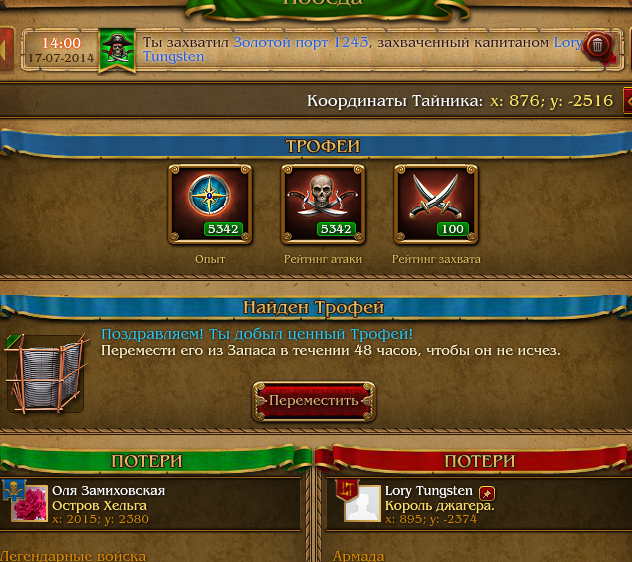 Победа
14:00
17-07-2014
Ты захватил Золотой порт 1243, захваченный капитаном Lory
Tungsten
Координаты Тайника: x: 876; y: -2516
ТРОФЕИ
5342
5342
100
Опыт
Рейтинг атаки
Рейтинг захвата
Найден Трофей
Поздравляем! Ты добыл ценный Трофей!
Перемести его из Запаса в течении 48 часов, чтобы он не исчез.
Переместить
ПОТЕРИ
ПОТЕРИ
Оля Замиховская
Остров Хельга
x: 2015; y: 2380
Lory Tungsten
Король джагера.
x: 895; y: -2374
Легендарные войска
Армада